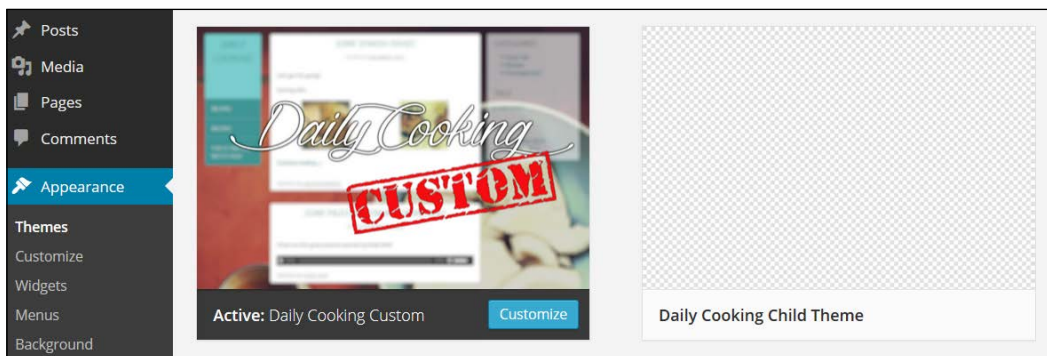 Posts
Media
Pages
Comments
Appearance
Themes
Customize
Widgets
Menus
Background
Daily Cooking
CUSTOM
Active: Daily Cooking Custom
Customize
Daily Cooking Child Theme